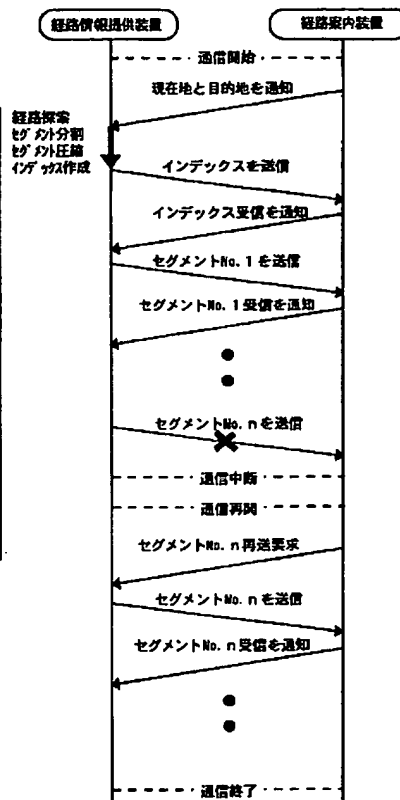 経路情報提供装置
経路案内装置
通信開始
現在地と目的地を通知
経路探索
セグメント分割
セグメント圧縮
インデックス作成
インデックスを送信
インデックス受信を通知
セグメントNo. 1 を送信
セグメントNo. 1 受信を通知
セグメントNo. n を送信
通信中断
通信再開
セグメントNo. n 再送要求
セグメントNo. n を送信
セグメントNo. n 受信を通知
通信終了